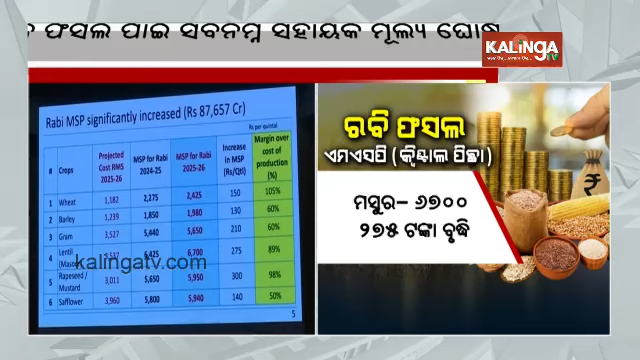 ଫସଲ ପାଇଁ ସର୍ବନିମ୍ନ ସହାୟକ ମୂଲ୍ୟ
KALINGA TV
Rabi MSP significantly increased (Rs 87,657 Cr)
Rs per quintal
# Crops Projected Cost RMS 2025-26 MSP for Rabi 2024-25 MSP for Rabi 2025-26 Increase in MSP (Rs/Qtl) Margin over cost of production (%)
1 Wheat 1,182 2,275 2,425 150 105%
2 Barley 1,239 1,850 1,980 130 60%
3 Gram 3,527 5,440 5,650 210 60%
4 Lentil 6,425 6,700 275 89%
5 Rapeseed / Mustard 3,011 5,650 5,950 300 98%
6 Safflower 3,960 5,800 5,940 140 50%
5
kalingatv.com
ରବି ଫସଲ
ଏମଏସପି (କ୍ୱିଣ୍ଟାଲ ପିଛା)
ମସୁର– ୬୭୦୦
୨୭୫ ଟଙ୍କା ବୃଦ୍ଧି
₹